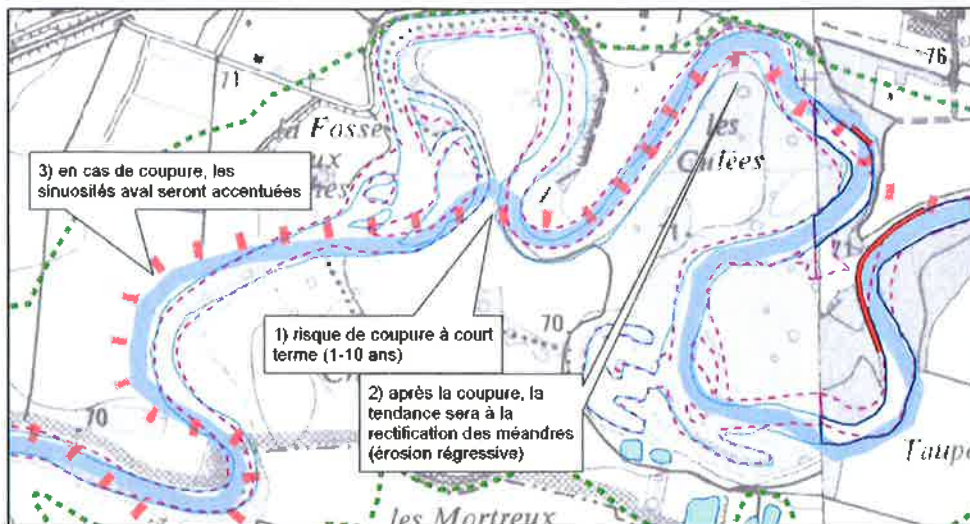 76
71
la Fosse
les
Culées
3) en cas de coupure, les
sinuosités aval seront accentuées
1) risque de coupure à court
terme (1-10 ans)
70
2) après la coupure, la
tendance sera à la
rectification des méandres
(érosion régressive)
70
les Mortreux